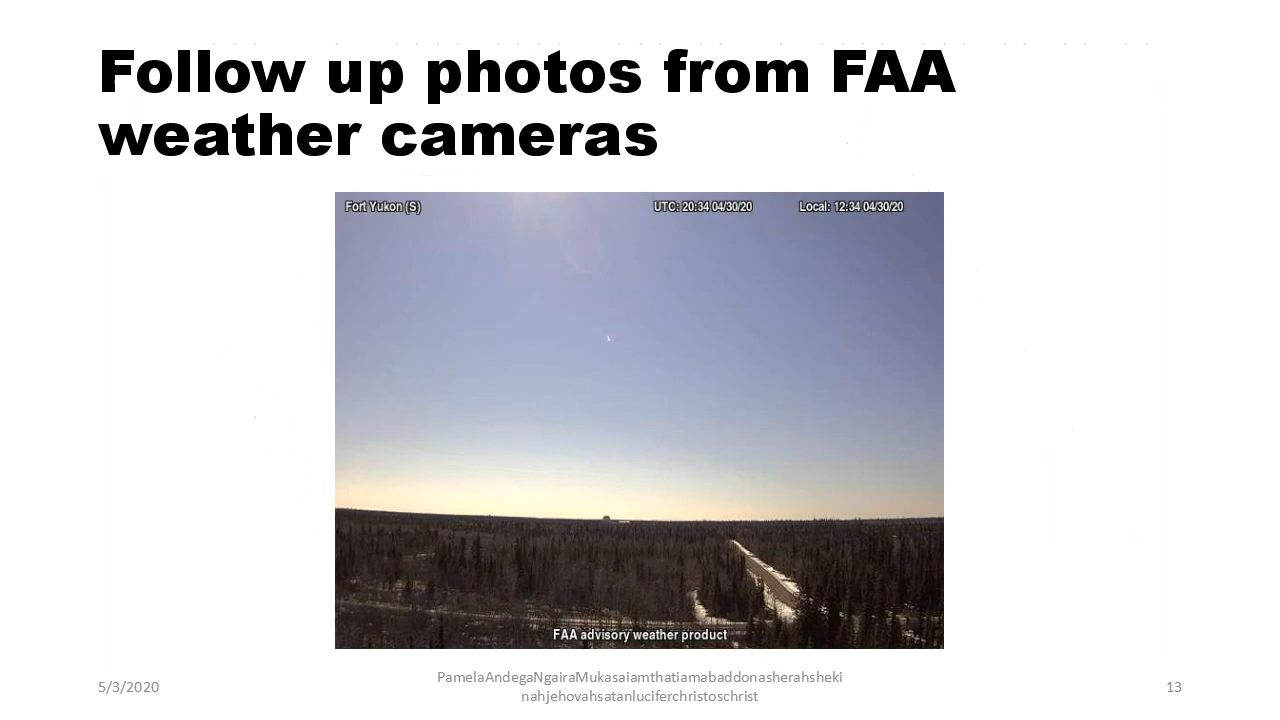 Follow up photos from FAA
weather cameras
Fort Yukon (S) UTC: 20:34 04/30/20 Local: 12:34 04/30/20
FAA advisory weather product
5/3/2020
PamelaAndegaNgairaMukasaiamthatiamabaddonasherahsheki
nahjehovahsatanluciferchristoschrist
13